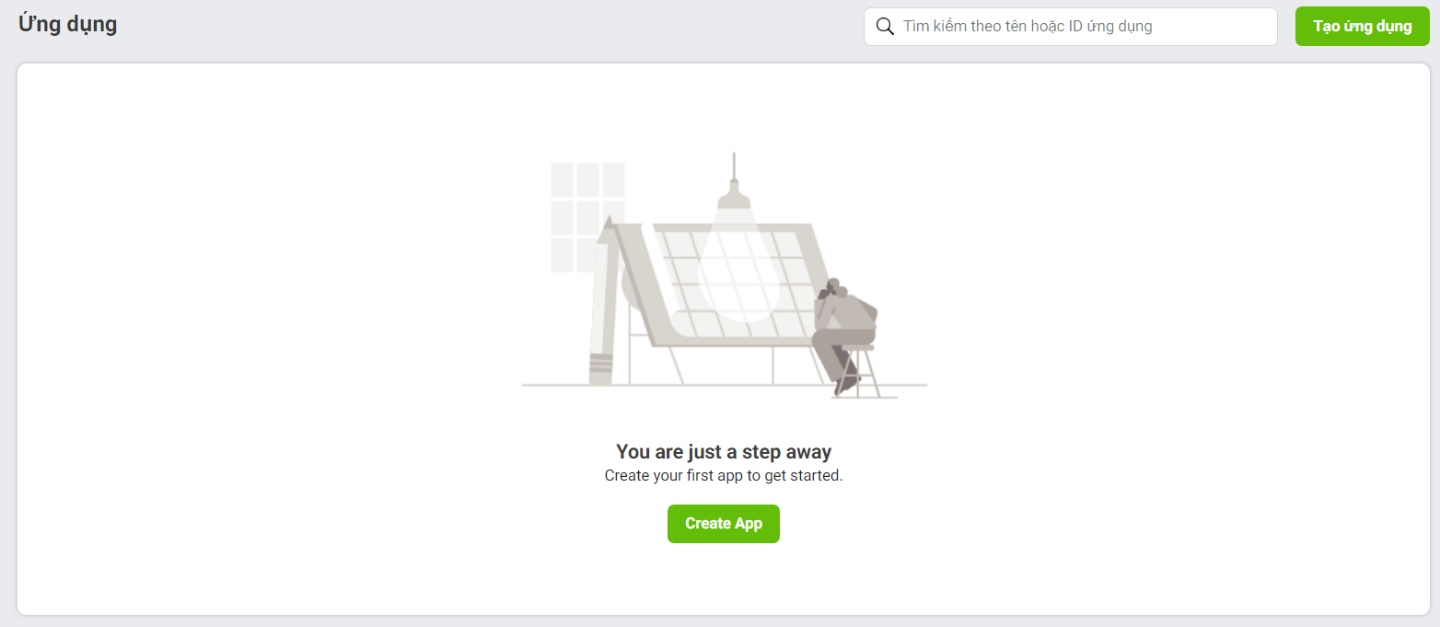 Ứng dụng
Tìm kiếm theo tên hoặc ID ứng dụng
Tạo ứng dụng
You are just a step away
Create your first app to get started.
Create App